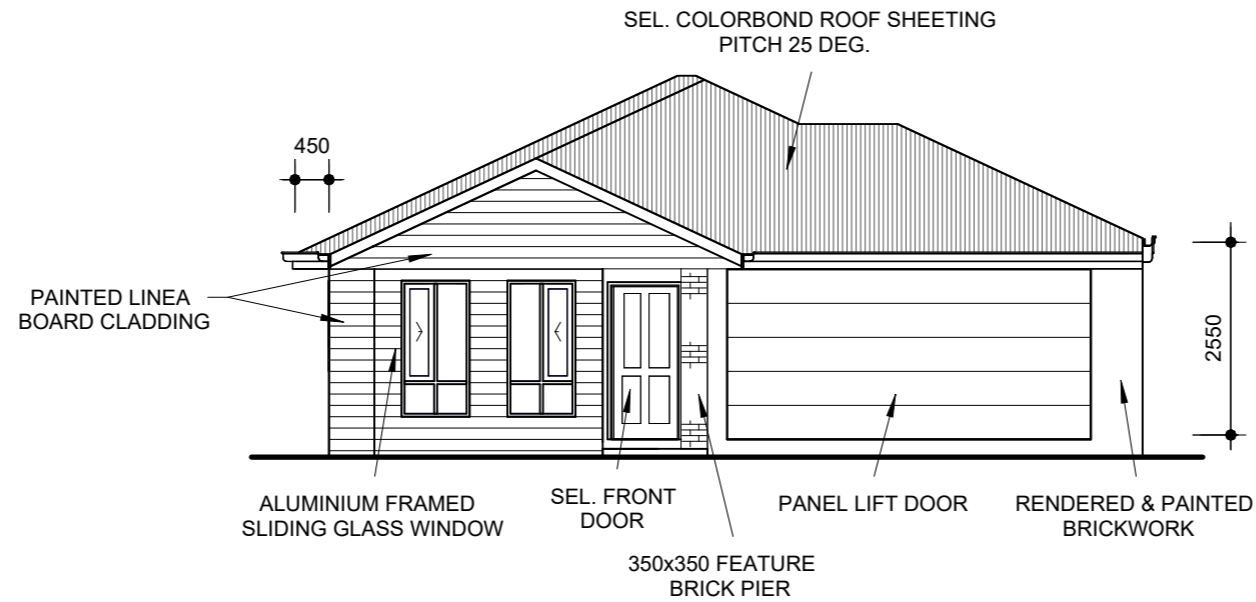 SEL. COLORBOND ROOF SHEETING
PITCH 25 DEG.
450
PAINTED LINEA
BOARD CLADDING
2550
ALUMINIUM FRAMED
SLIDING GLASS WINDOW
SEL. FRONT
DOOR
PANEL LIFT DOOR
RENDERED & PAINTED
BRICKWORK
350x350 FEATURE
BRICK PIER